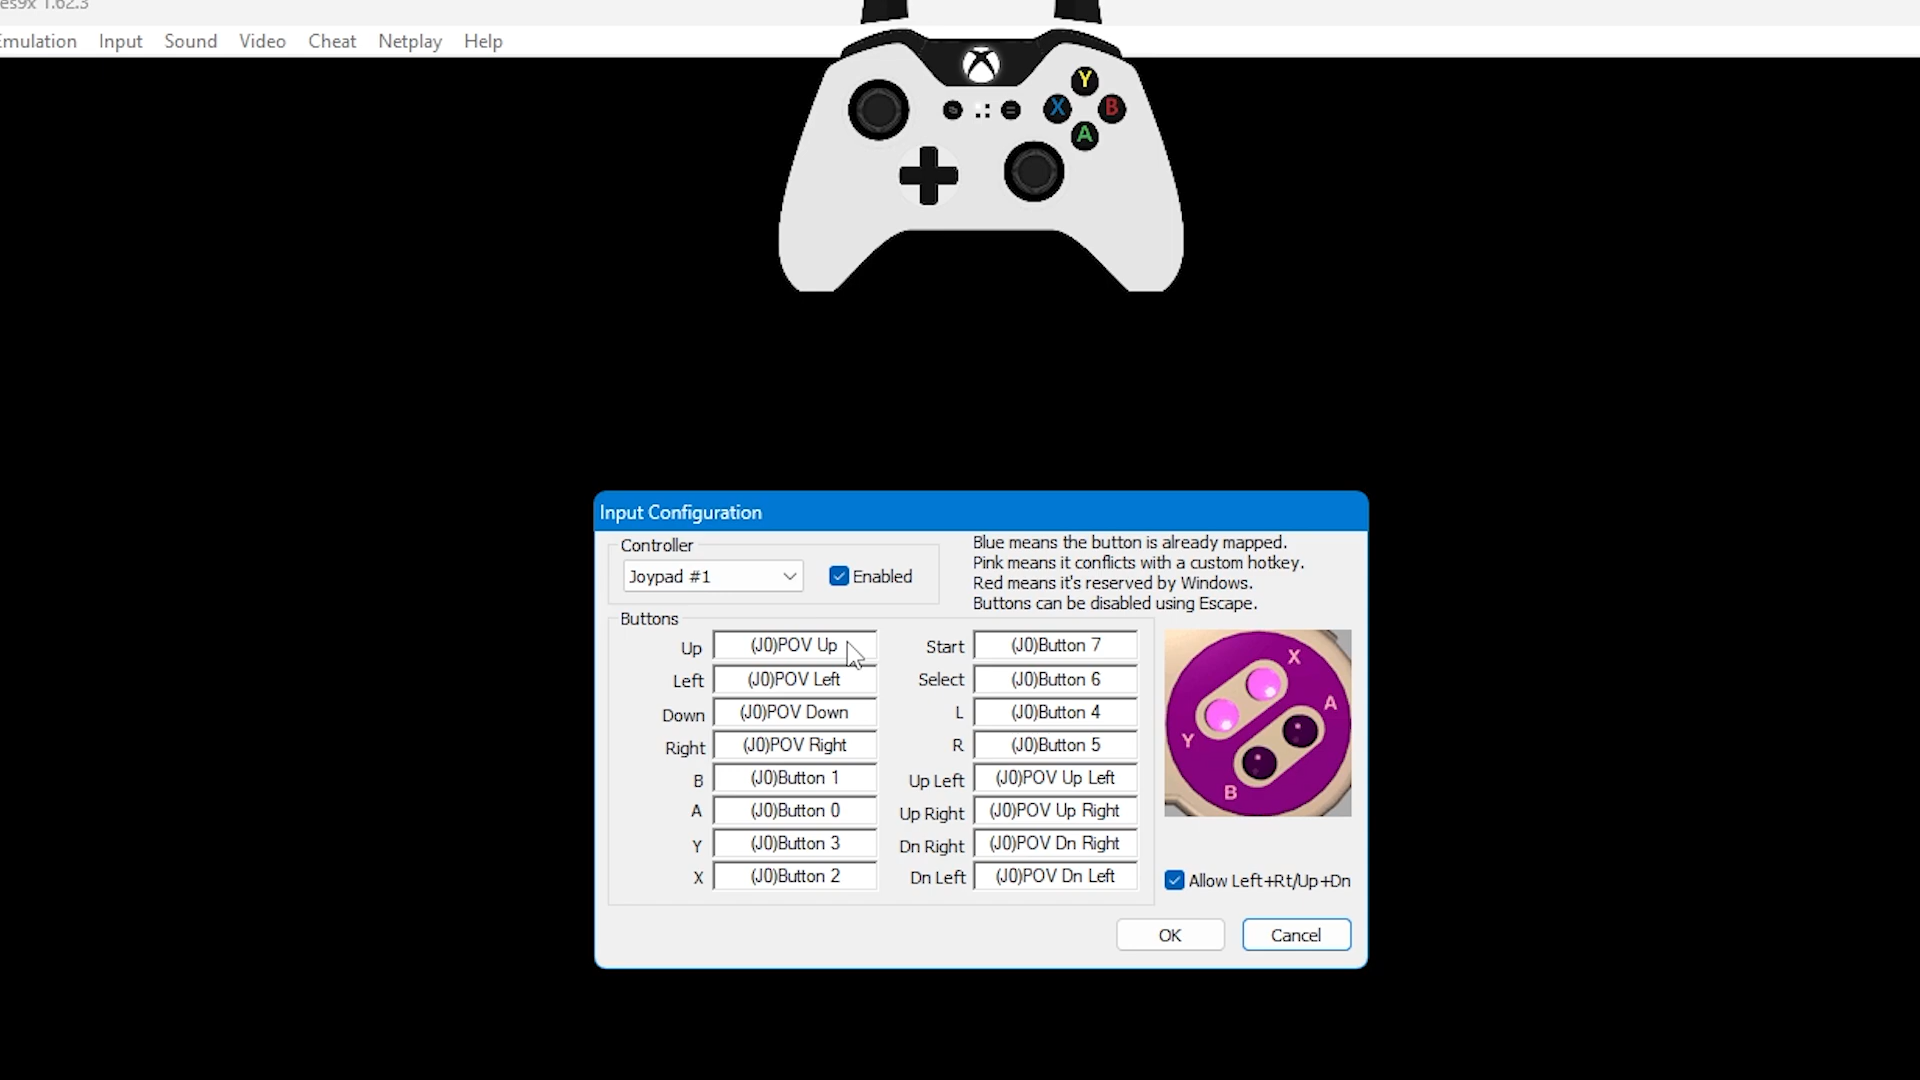 es9x 1.62.3
Emulation Input Sound Video Cheat Netplay Help
Y
X B
A
Input Configuration
Controller
Joypad #1
Enabled
Blue means the button is already mapped.
Pink means it conflicts with a custom hotkey.
Red means it's reserved by Windows.
Buttons can be disabled using Escape.
Buttons
Up (J0)POV Up
Left (J0)POV Left
Down (J0)POV Down
Right (J0)POV Right
B (J0)Button 1
A (J0)Button 0
Y (J0)Button 3
X (J0)Button 2
Start (J0)Button 7
Select (J0)Button 6
L (J0)Button 4
R (J0)Button 5
Up Left (J0)POV Up Left
Up Right (J0)POV Up Right
Dn Right (J0)POV Dn Right
Dn Left (J0)POV Dn Left
X
A
Y
B
Allow Left+Rt/Up+Dn
OK
Cancel